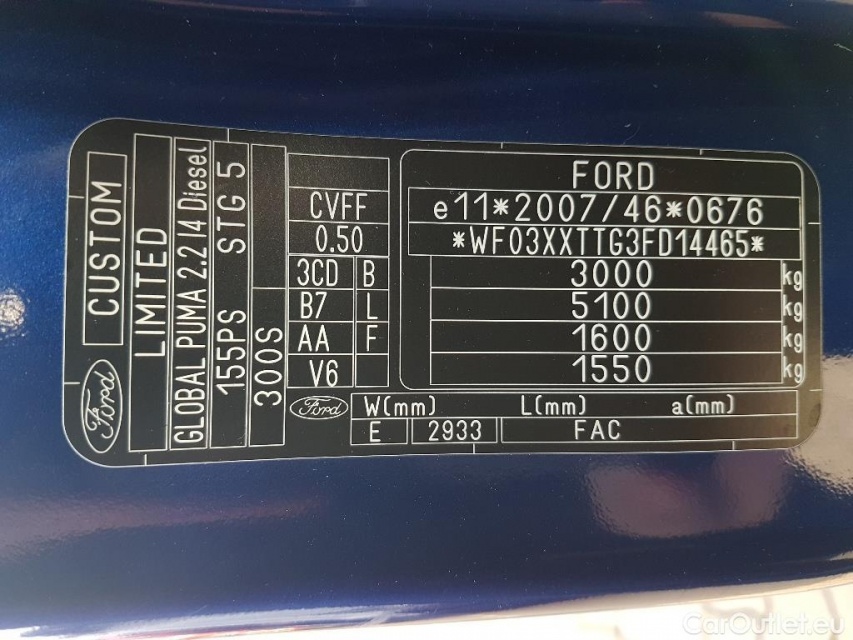 CUSTOM
LIMITED
GLOBAL PUMA 2.2 I4 Diesel
155PS STG 5
300S
Ford
CVFF
0.50
3CD B
B7 L
AA F
V6
FORD
e11*2007/46*0676
*WF03XXTTG3FD14465*
3000 kg
5100 kg
1600 kg
1550 kg
Ford W(mm) L(mm) a(mm)
E 2933 FAC
CarOutlet.eu